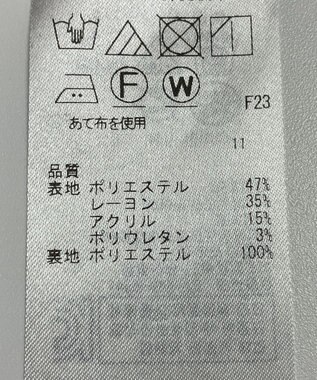 F W
F23
あて布を使用
11
品質
表地 ポリエステル 47%
レーヨン 35%
アクリル 15%
ポリウレタン 3%
裏地 ポリエステル 100%